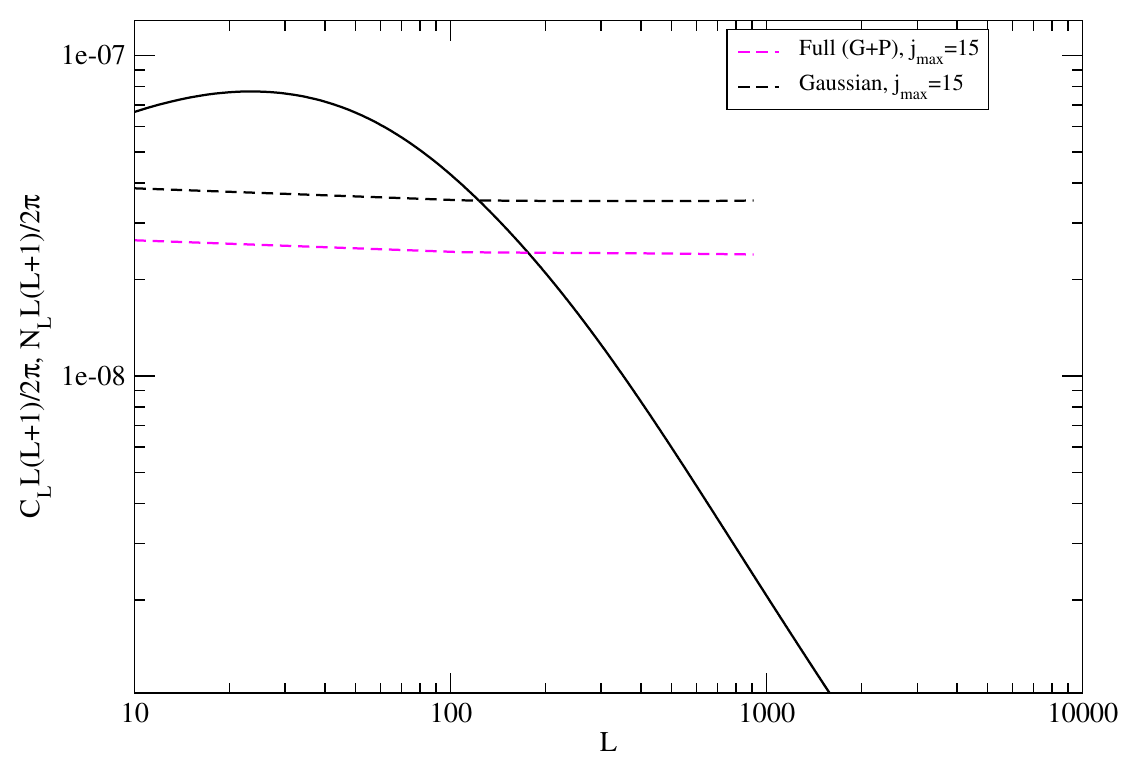 1e-07
1e-08
C_L L(L+1)/2π, N_L L(L+1)/2π
Full (G+P), j_max=15
Gaussian, j_max=15
10 100 1000 10000
L